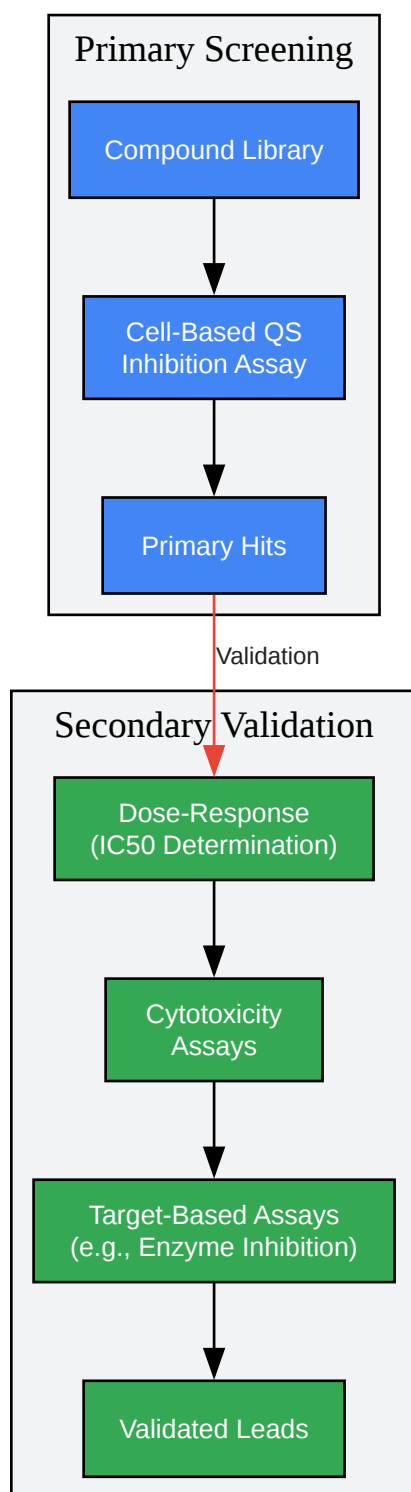 Primary Screening
Compound Library
Cell-Based QS
Inhibition Assay
Primary Hits
Validation
Secondary Validation
Dose-Response
(IC50 Determination)
Cytotoxicity
Assays
Target-Based Assays
(e.g., Enzyme Inhibition)
Validated Leads